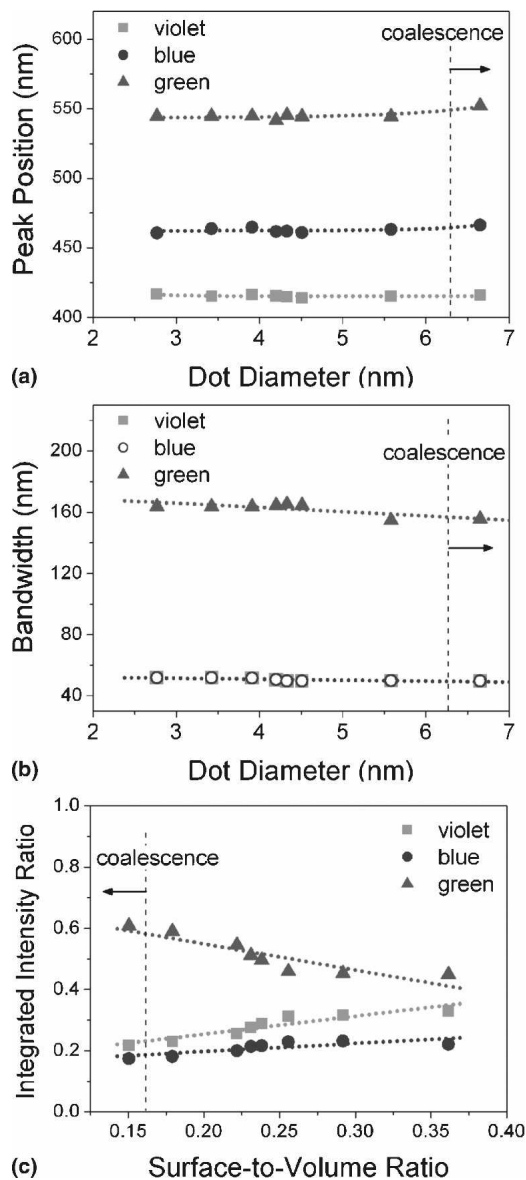 600
violet
blue
green
coalescence
550
500
450
400
Peak Position (nm)
2 3 4 5 6 7
(a) Dot Diameter (nm)
violet
blue
green
coalescence
200
160
120
80
40
Bandwidth (nm)
2 3 4 5 6 7
(b) Dot Diameter (nm)
1.0
violet
blue
green
coalescence
0.8
0.6
0.4
0.2
0.0
Integrated Intensity Ratio
0.15 0.20 0.25 0.30 0.35 0.40
(c) Surface-to-Volume Ratio